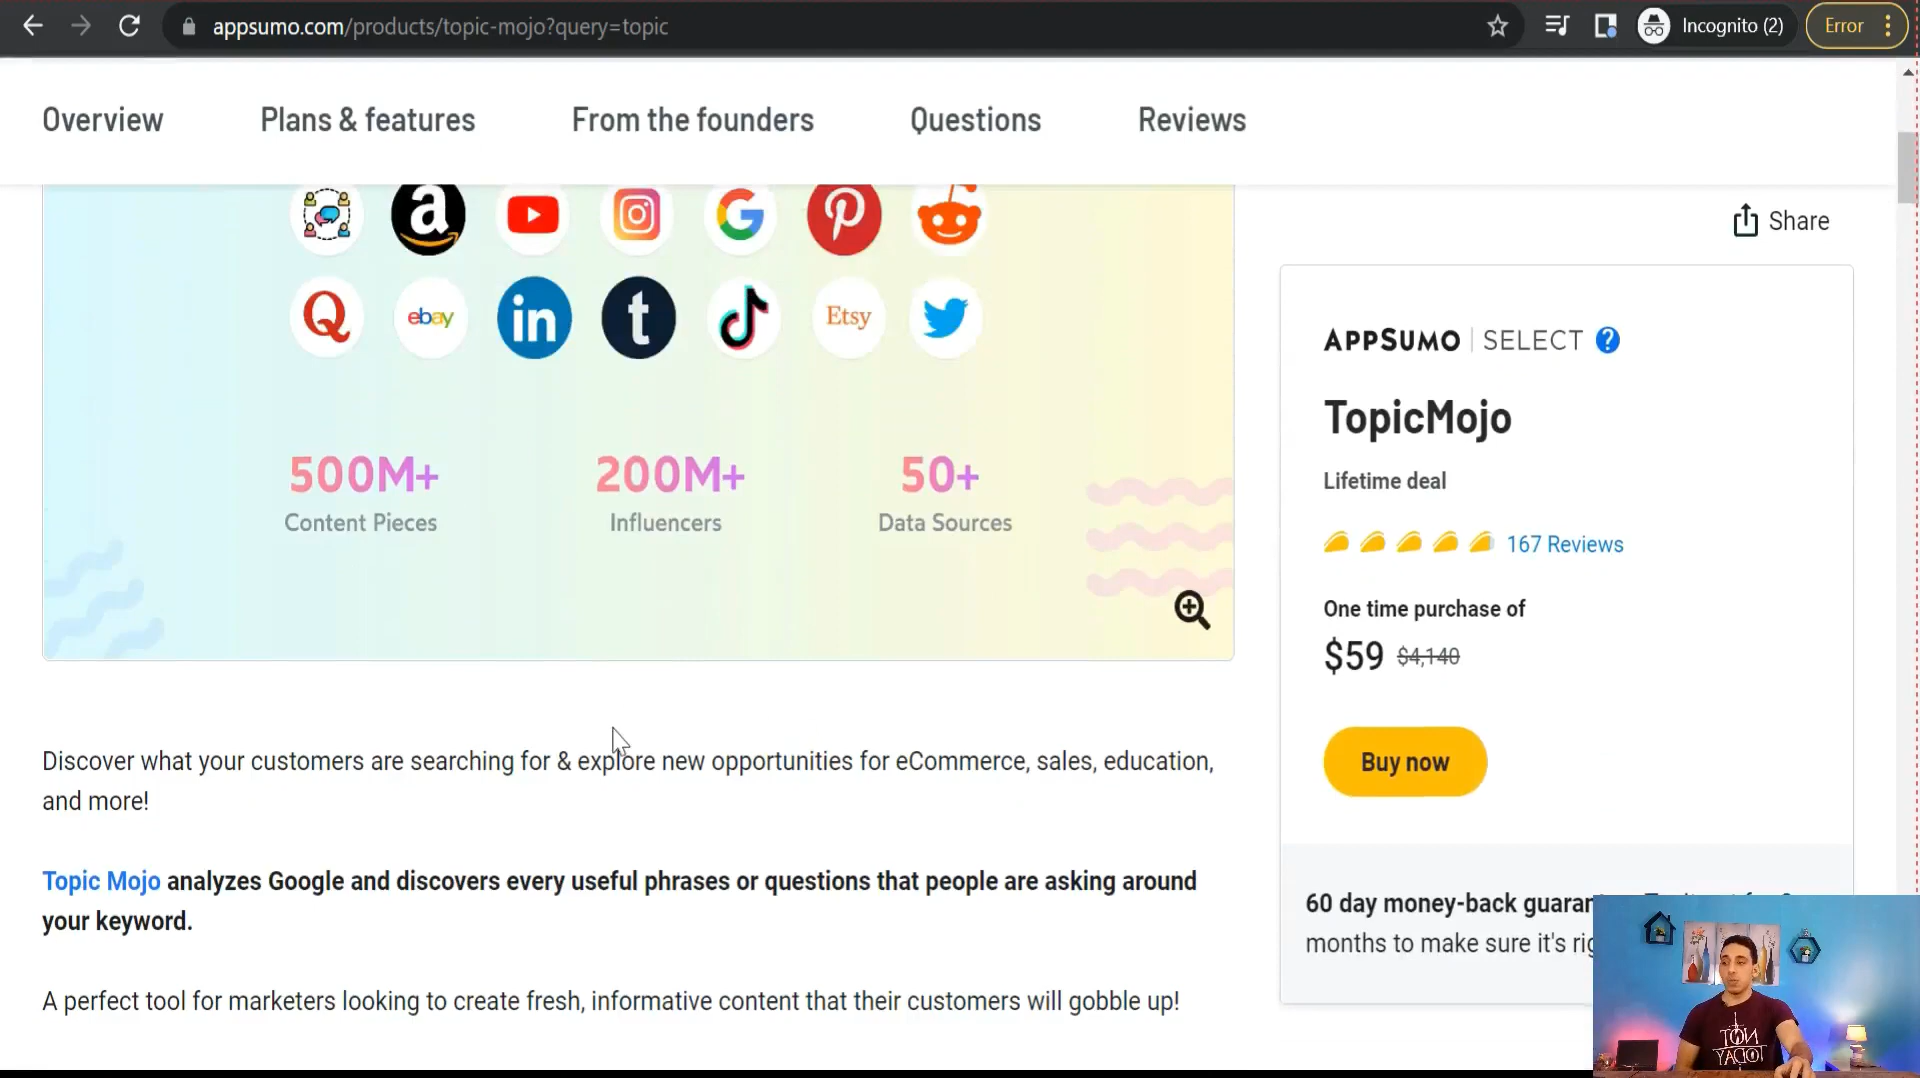 appsumo.com/products/topic-mojo?query=topic
Incognito (2)
Error
Overview
Plans & features
From the founders
Questions
Reviews
Share
a
G
Q
ebay
in
t
Etsy
500M+
Content Pieces
200M+
Influencers
50+
Data Sources
APPSUMO | SELECT ?
TopicMojo
Lifetime deal
167 Reviews
One time purchase of
$59 $4,140
Buy now
60 day money-back
months to make sure it's
Discover what your customers are searching for & explore new opportunities for eCommerce, sales, education,
and more!
Topic Mojo analyzes Google and discovers every useful phrases or questions that people are asking around
your keyword.
A perfect tool for marketers looking to create fresh, informative content that their customers will gobble up!
NOT
TODAY